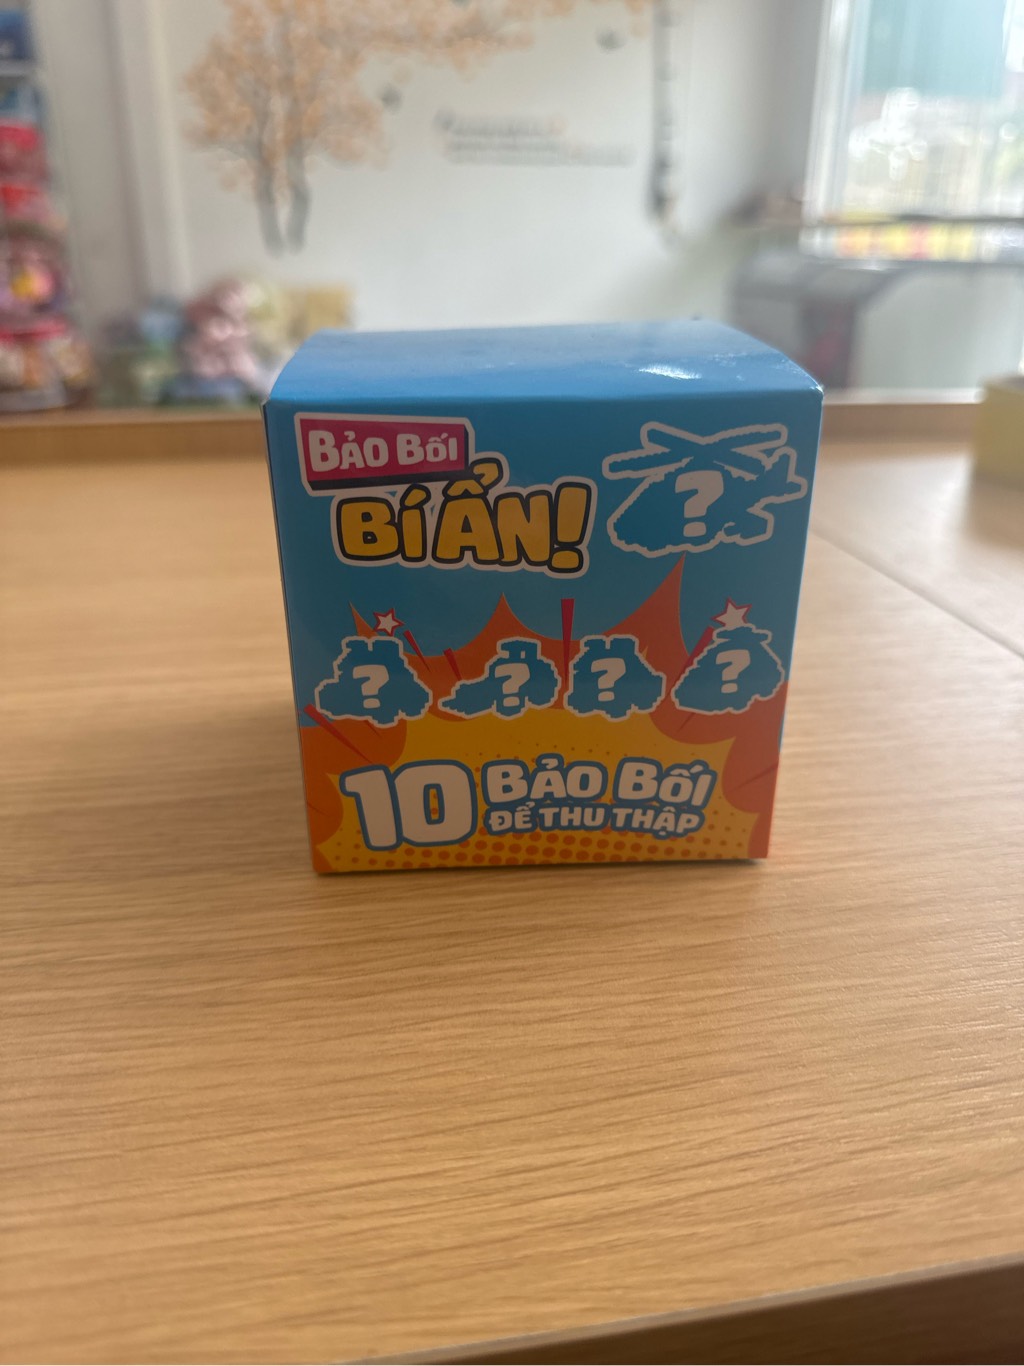 BẢO BỐI
BÍ ẨN!
?
? ? ? ?
10 BẢO BỐI
ĐỂ THU THẬP